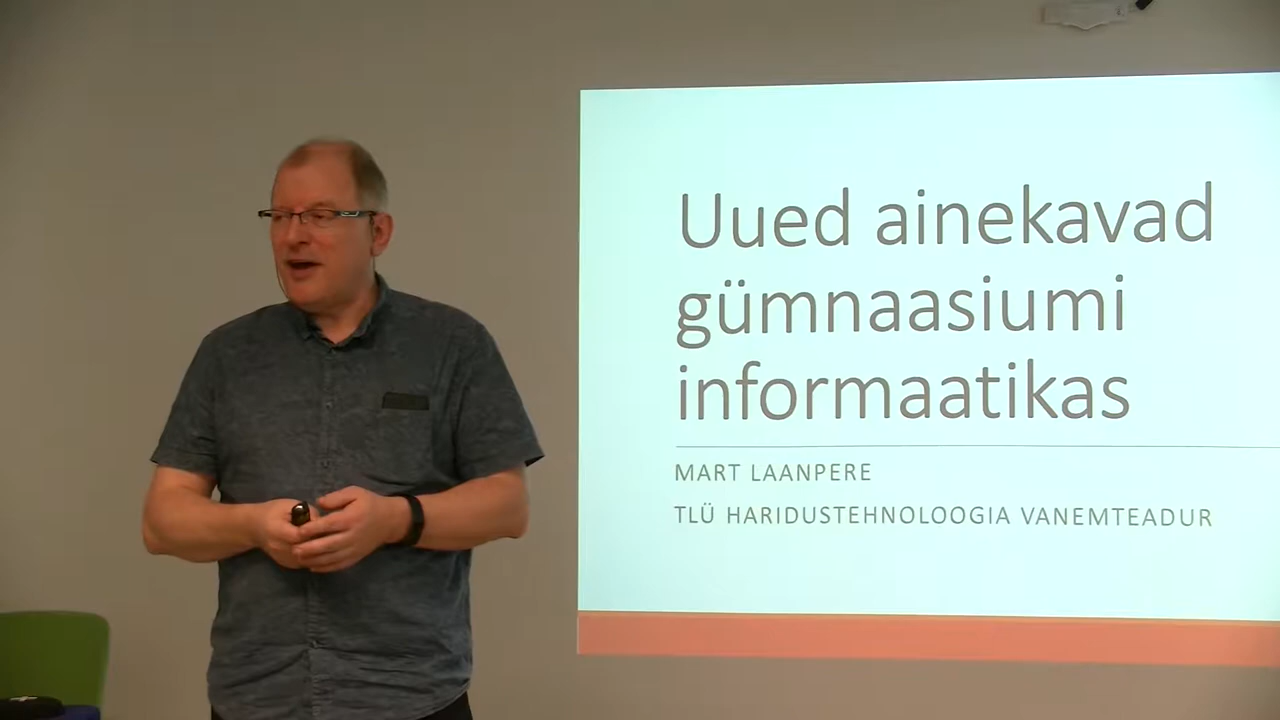 Uued ainekavad
gümnaasiumi
informaatikas
MART LAANPERE
TLÜ HARIDUSTEHNOLOOGIA VANEMTEADUR